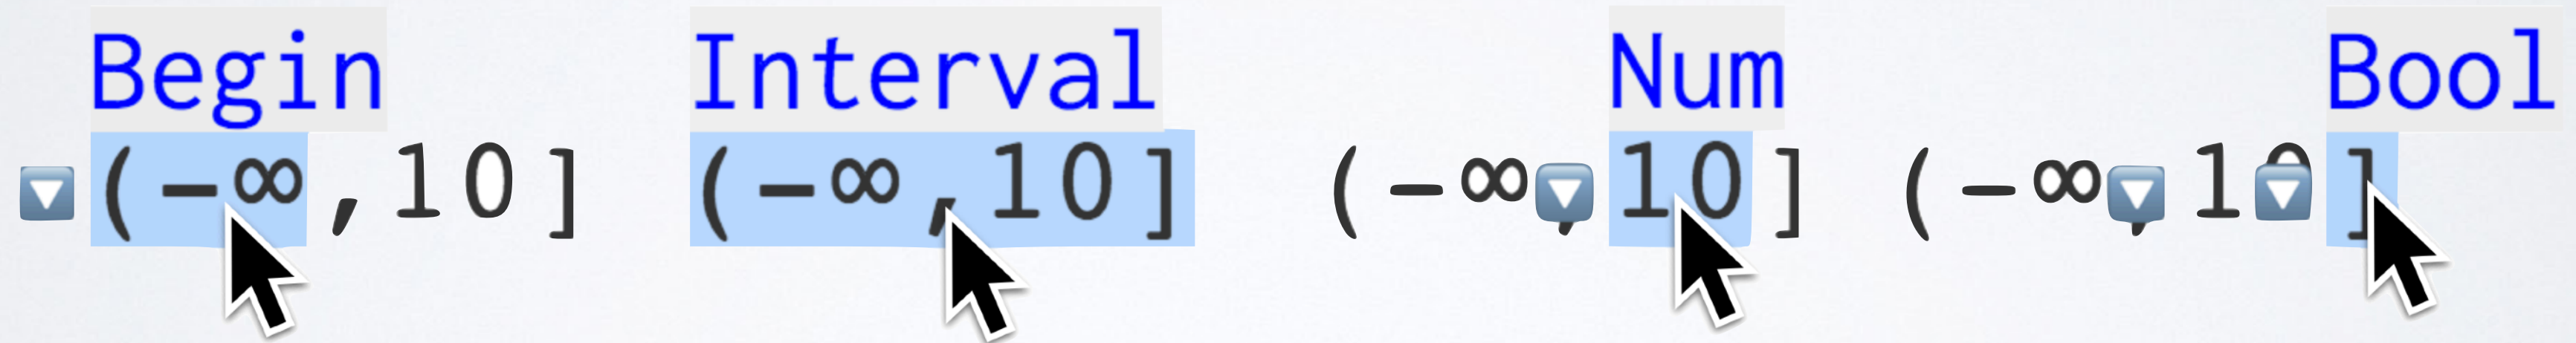 Begin Interval Num Bool
(-∞,10] (-∞,10] (-∞,10] (-∞,10]